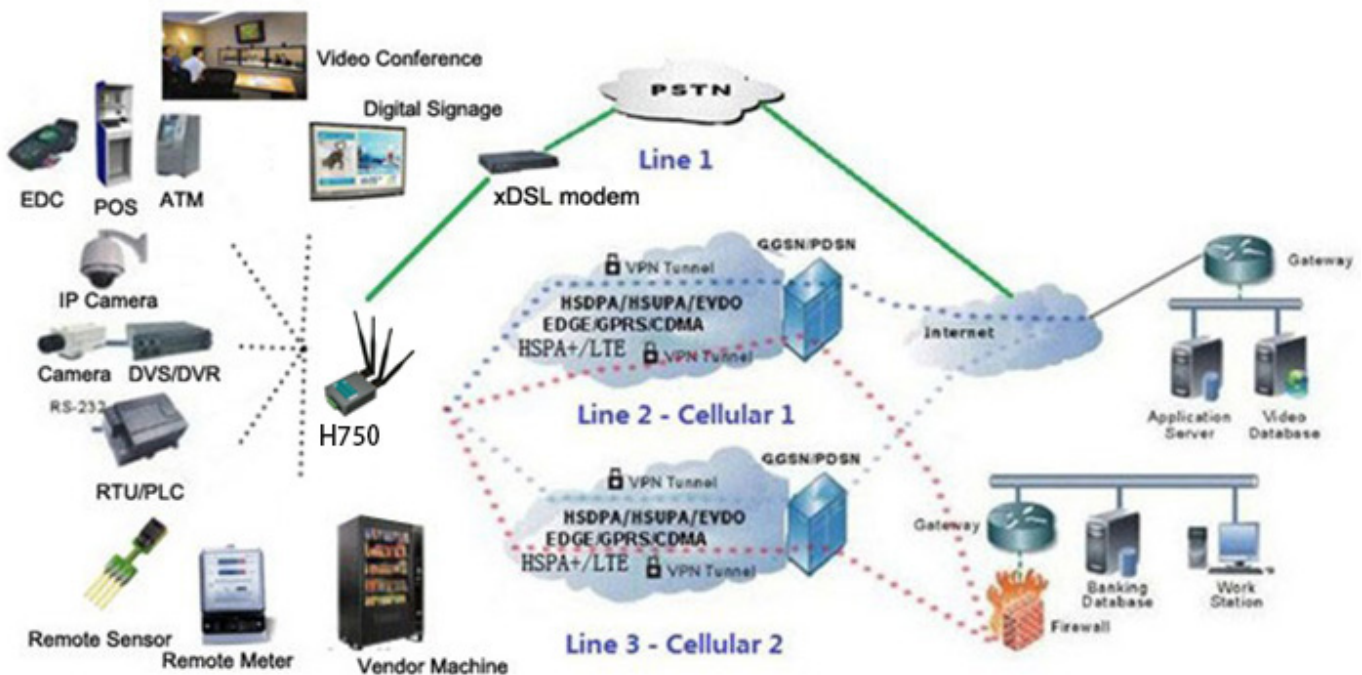 Video Conference
PSTN
Digital Signage
Line 1
EDC
POS
ATM
xDSL modem
GGSN/PDSN
Gateway
VPN Tunnel
IP Camera
HSDPA/HSUPA/EVDO
EDGE/GPRS/CDMA
Internet
HSPA+/LTE
VPN Tunnel
Camera
DVS/DVR
RS-232
Line 2 - Cellular 1
Application
Server
Video
Database
H750
GGSN/PDSN
VPN Tunnel
RTU/PLC
HSDPA/HSUPA/EVDO
EDGE/GPRS/CDMA
HSPA+/LTE
VPN Tunnel
Gateway
Banking
Database
Work
Station
Firewall
Remote Sensor
Line 3 - Cellular 2
Remote Meter
Vendor Machine